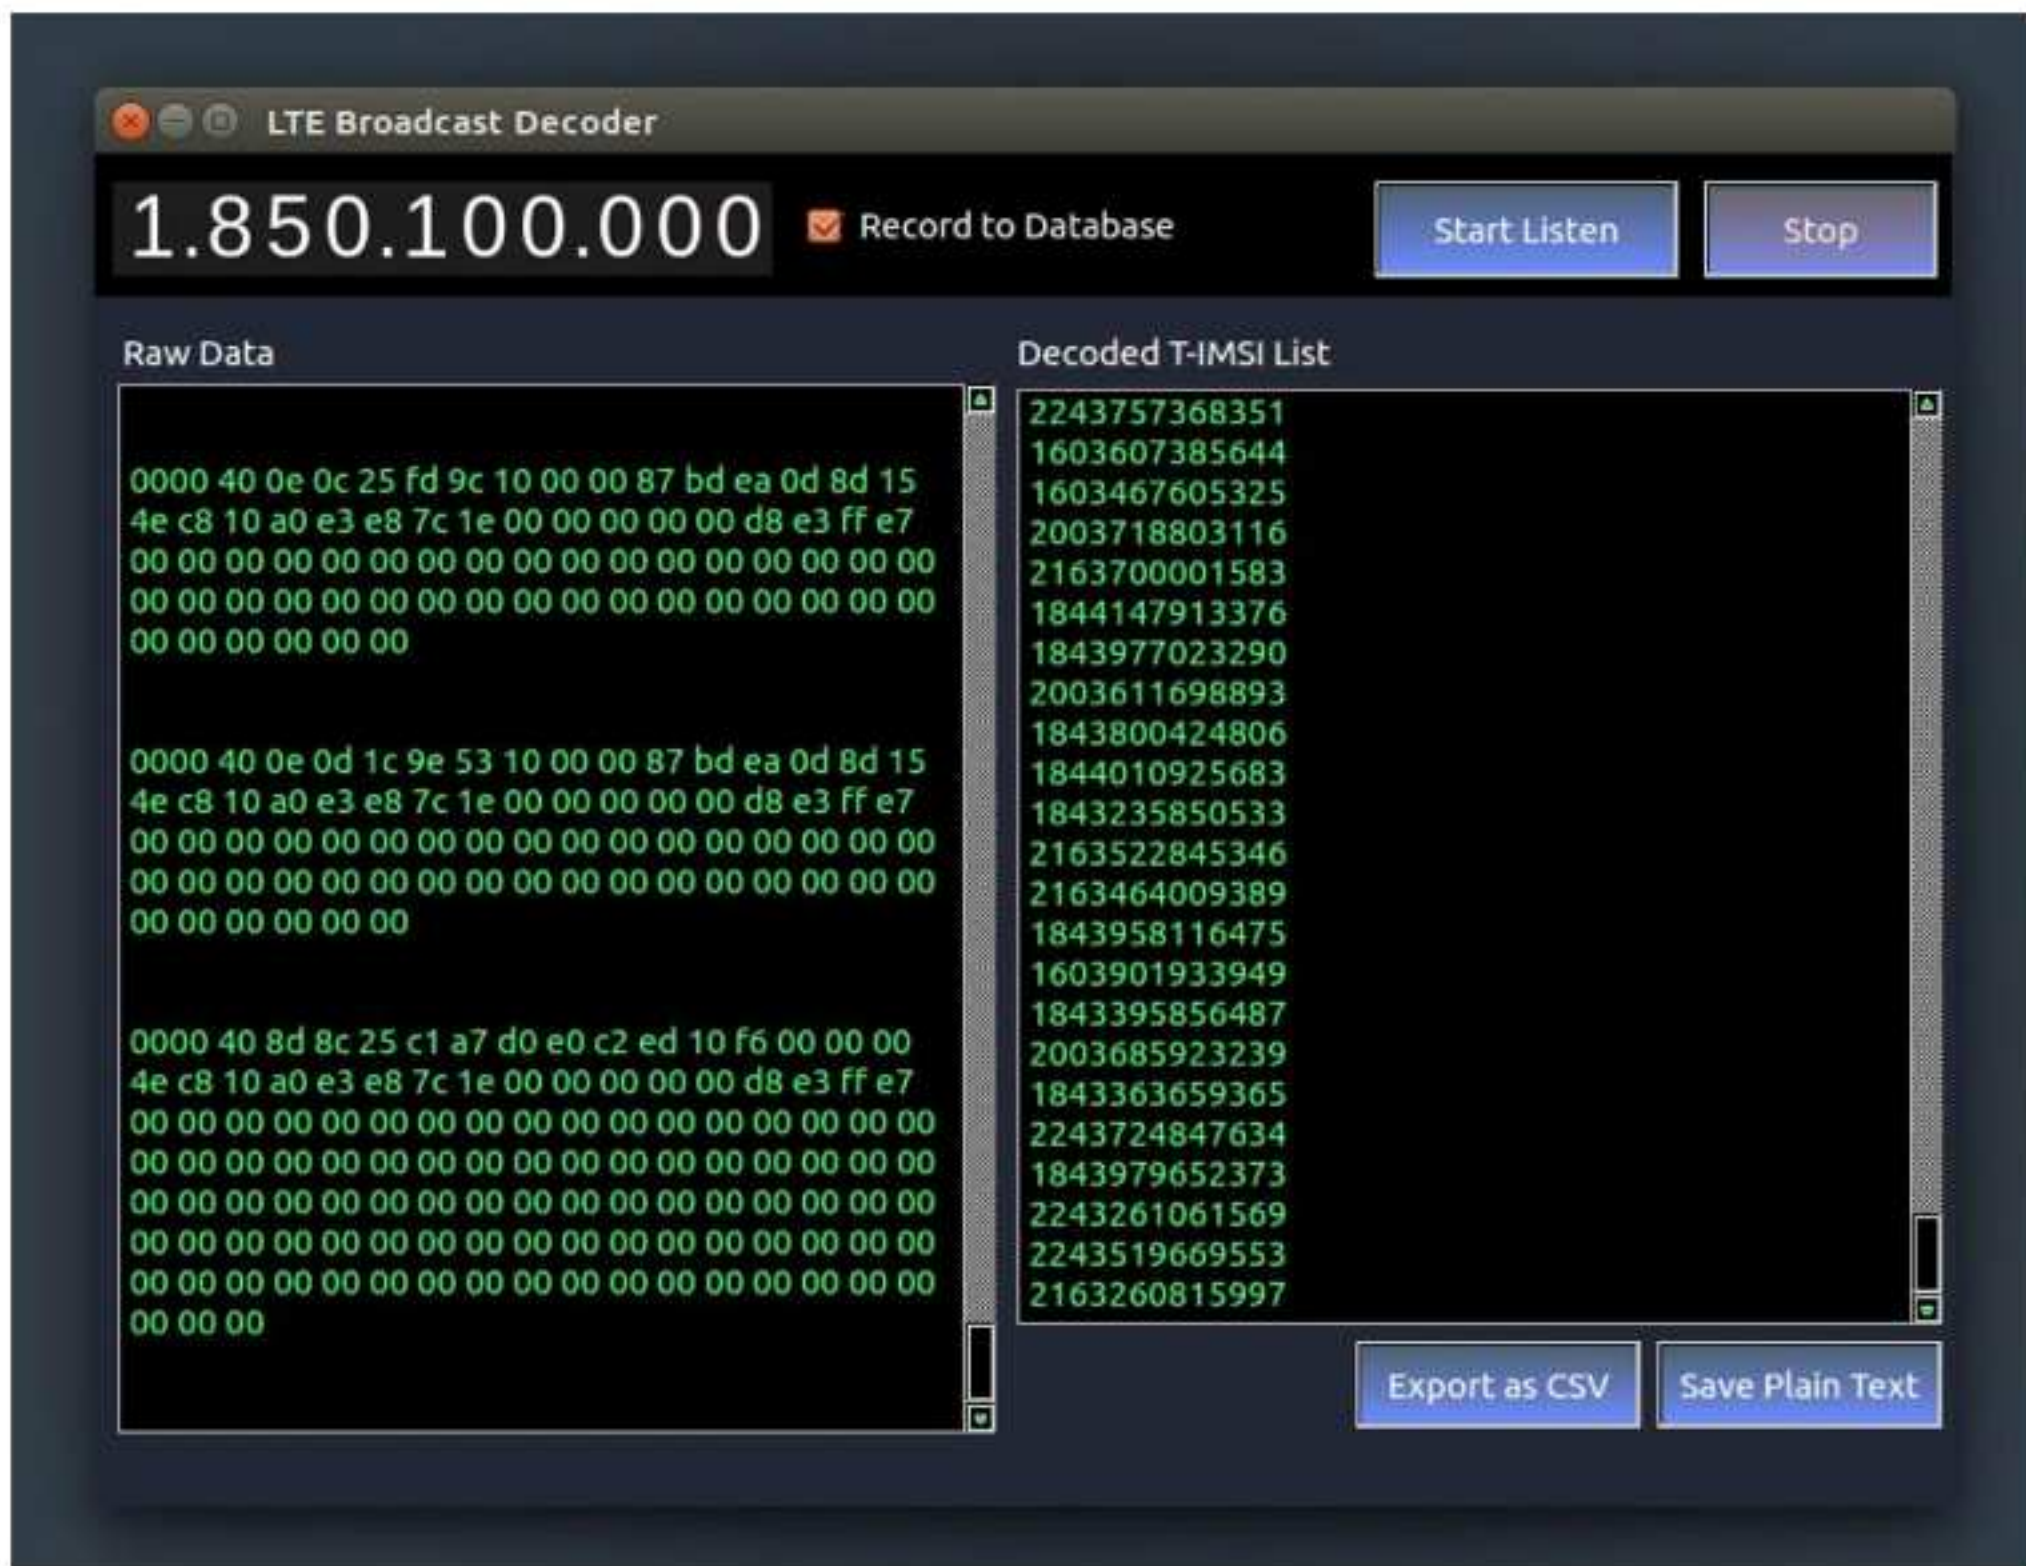 LTE Broadcast Decoder
1.850.100.000
Record to Database
Start Listen
Stop
Raw Data
0000 40 0e 0c 25 fd 9c 10 00 00 87 bd ea 0d 8d 15
4e c8 10 a0 e3 e8 7c 1e 00 00 00 00 00 d8 e3 ff e7
00 00 00 00 00 00 00 00 00 00 00 00 00 00 00 00 00
00 00 00 00 00 00 00 00 00 00 00 00 00 00 00 00 00
00 00 00 00 00 00
0000 40 0e 0d 1c 9e 53 10 00 00 87 bd ea 0d 8d 15
4e c8 10 a0 e3 e8 7c 1e 00 00 00 00 00 d8 e3 ff e7
00 00 00 00 00 00 00 00 00 00 00 00 00 00 00 00 00
00 00 00 00 00 00 00 00 00 00 00 00 00 00 00 00 00
00 00 00 00 00 00
0000 40 8d 8c 25 c1 a7 d0 e0 c2 ed 10 f6 00 00 00
4e c8 10 a0 e3 e8 7c 1e 00 00 00 00 00 d8 e3 ff e7
00 00 00 00 00 00 00 00 00 00 00 00 00 00 00 00 00
00 00 00 00 00 00 00 00 00 00 00 00 00 00 00 00 00
00 00 00 00 00 00 00 00 00 00 00 00 00 00 00 00 00
00 00 00 00 00 00 00 00 00 00 00 00 00 00 00 00 00
00 00 00 00 00 00 00 00 00 00 00 00 00 00 00 00 00
00 00 00
Decoded T-IMSI List
2243757368351
1603607385644
1603467605325
2003718803116
2163700001583
1844147913376
1843977023290
2003611698893
1843800424806
1844010925683
1843235850533
2163522845346
2163464009389
1843958116475
1603901933949
1843395856487
2003685923239
1843363659365
2243724847634
1843979652373
2243261061569
2243519669553
2163260815997
Export as CSV
Save Plain Text